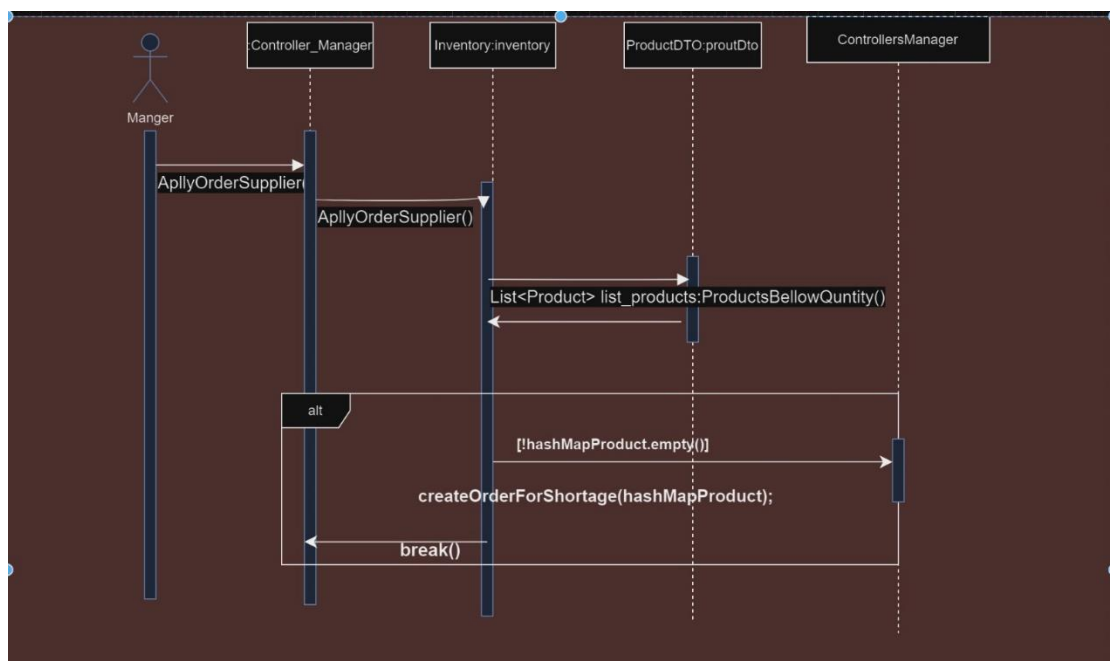 :Controller_Manager
Inventory:inventory
ProductDTO:proutDto
ControllersManager
Manger
ApllyOrderSupplier(
ApllyOrderSupplier()
List<Product> list_products:ProductsBellowQuntity()
alt
[!hashMapProduct.empty()]
createOrderForShortage(hashMapProduct);
break()